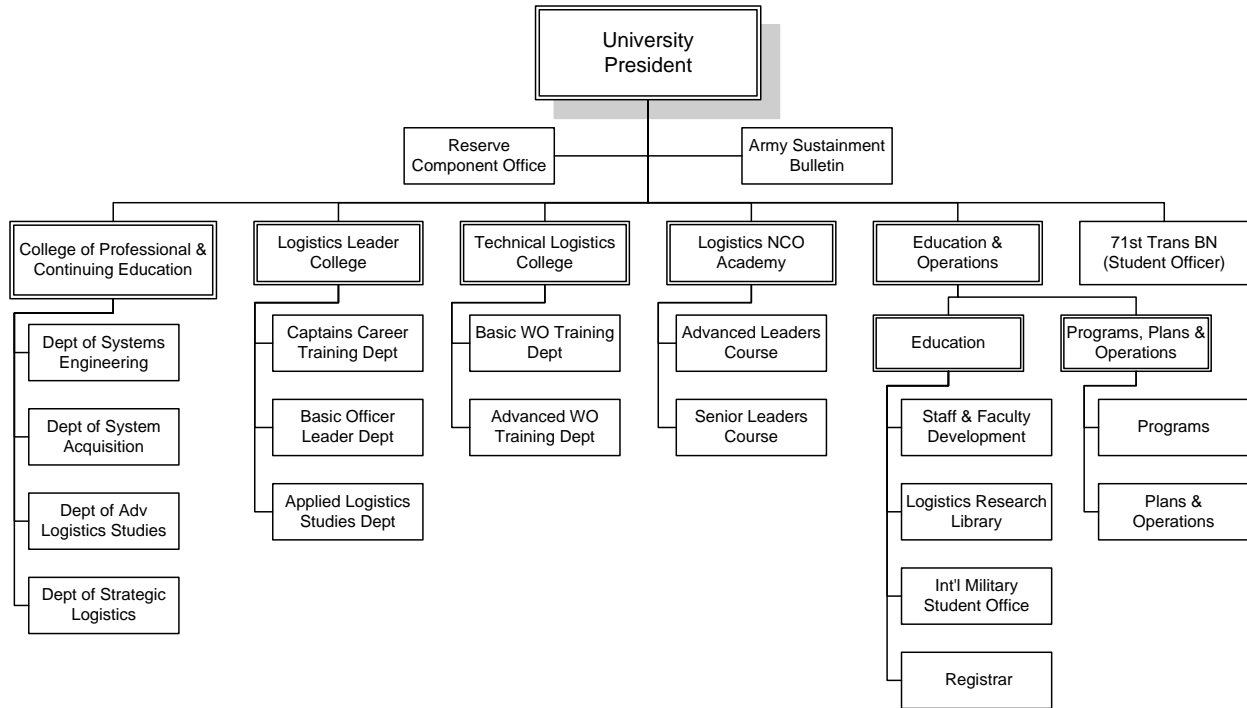 University
President
Reserve
Component Office
Army Sustainment
Bulletin
College of Professional &
Continuing Education
Logistics Leader
College
Technical Logistics
College
Logistics NCO
Academy
Education &
Operations
71st Trans BN
(Student Officer)
Dept of Systems
Engineering
Dept of System
Acquisition
Dept of Adv
Logistics Studies
Dept of Strategic
Logistics
Captains Career
Training Dept
Basic Officer
Leader Dept
Applied Logistics
Studies Dept
Basic WO Training
Dept
Advanced WO
Training Dept
Advanced Leaders
Course
Senior Leaders
Course
Education
Programs, Plans &
Operations
Staff & Faculty
Development
Logistics Research
Library
Int'l Military
Student Office
Registrar
Programs
Plans &
Operations